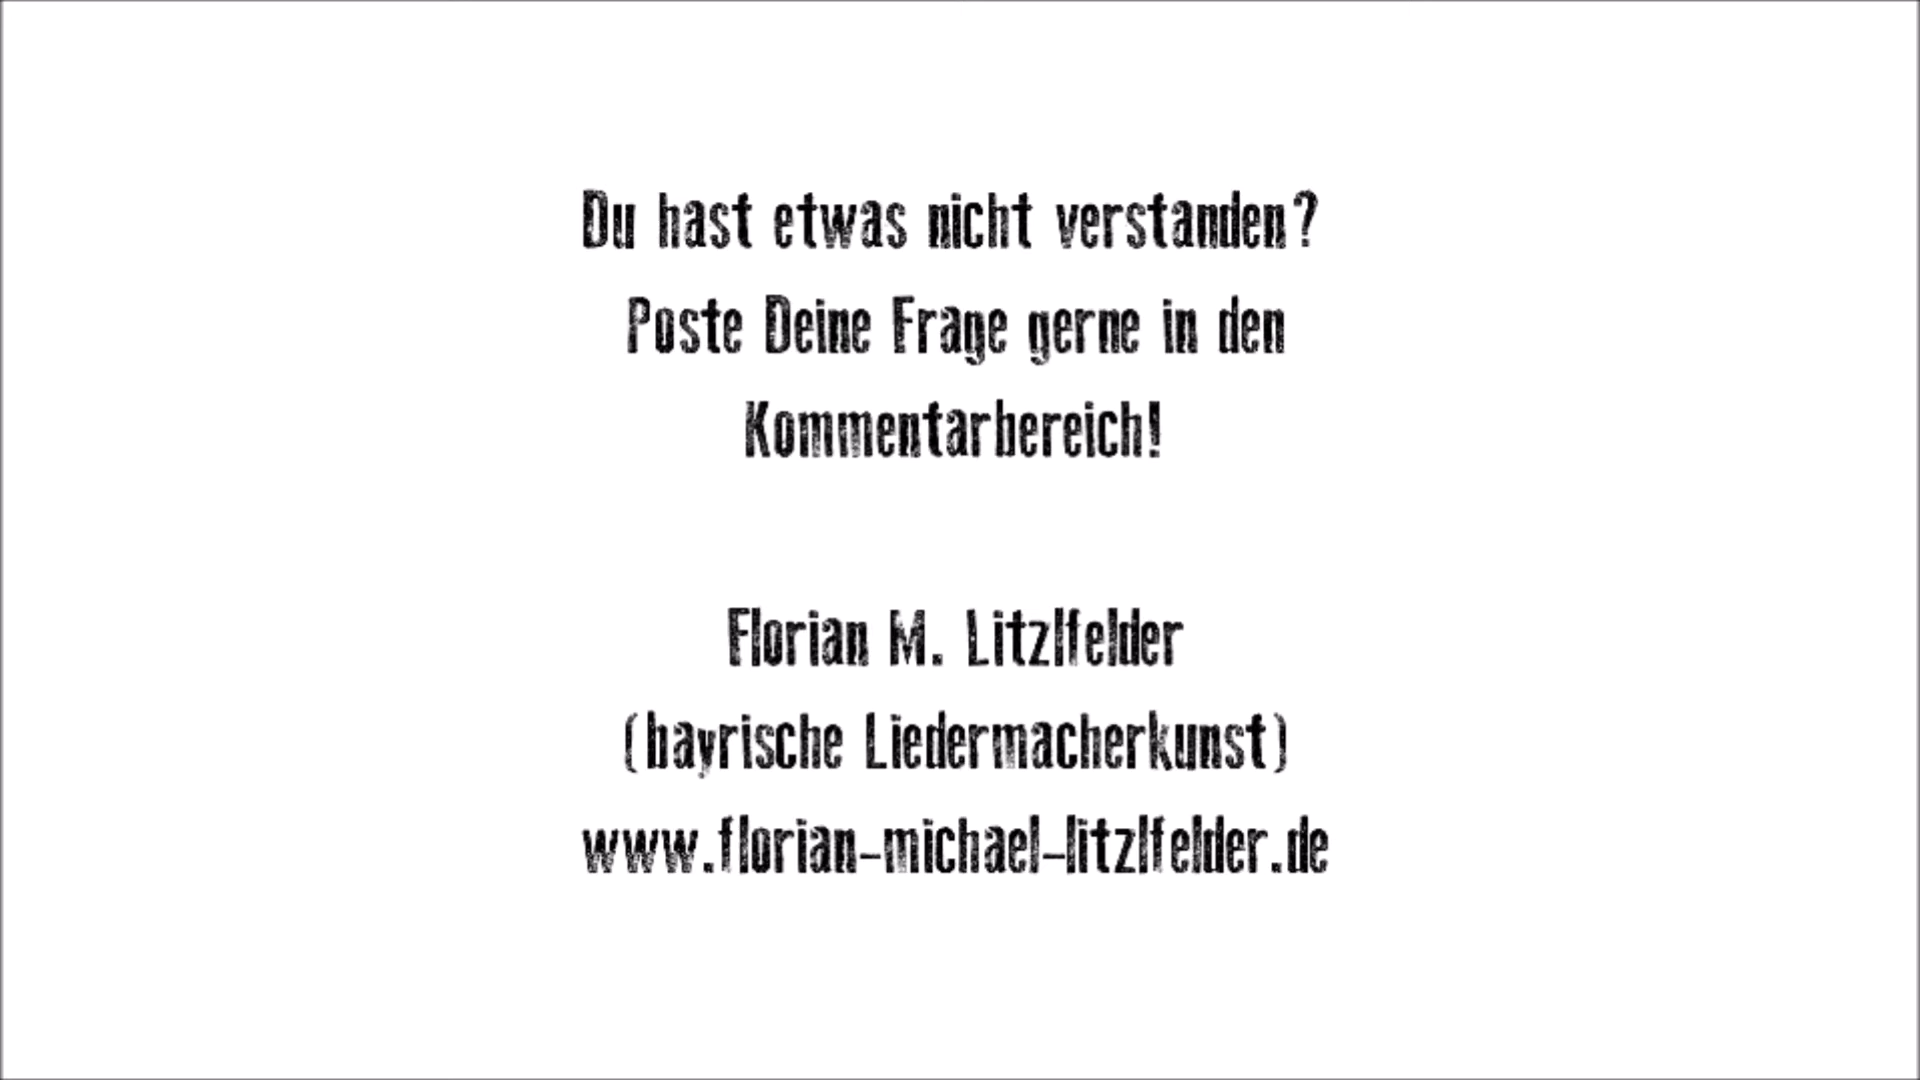 Du hast etwas nicht verstanden?
Poste Deine Frage gerne in den
Kommentarbereich!
Florian M. Litzlfelder
(bayrische Liedermacherkunst)
www.florian-michael-litzlfelder.de